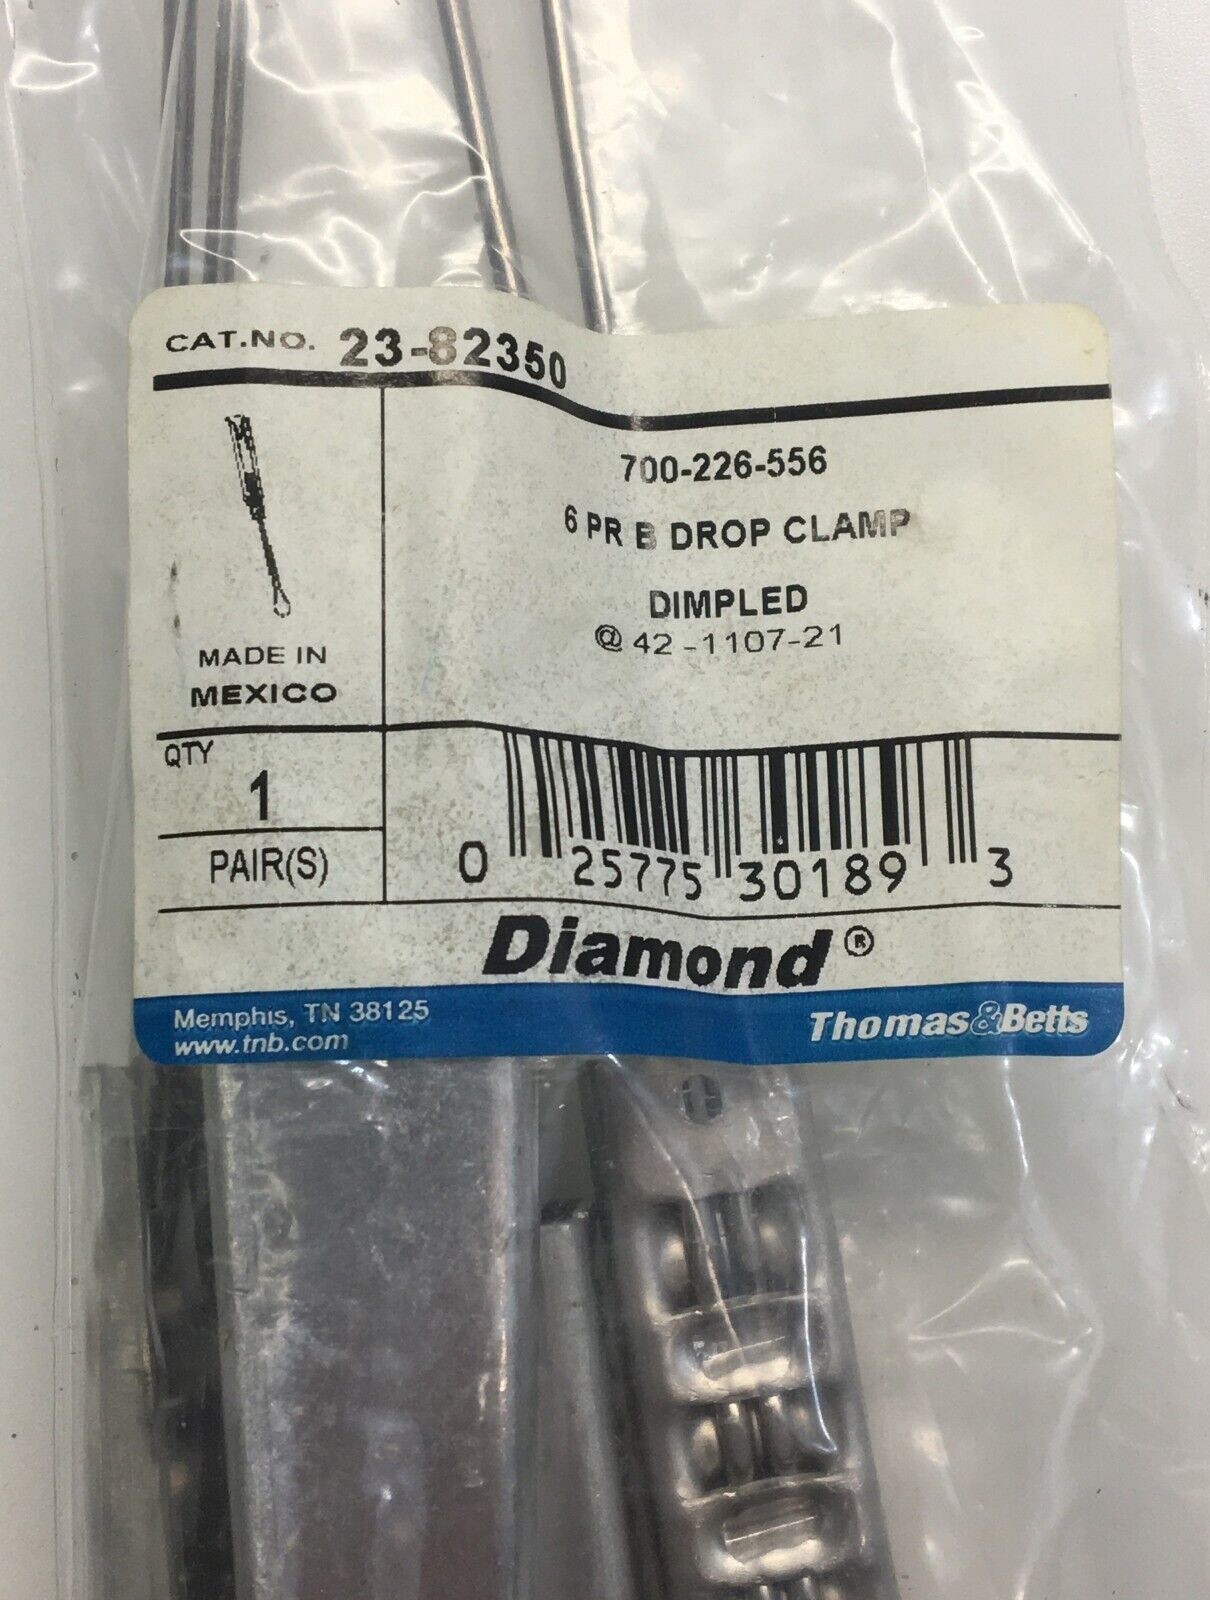 CAT.NO. 23-82350
700-226-556
6 PR B DROP CLAMP
DIMPLED
@ 42-1107-21
MADE IN
MEXICO
QTY
1
PAIR(S)
0 25775 30189 3
Diamond®
Memphis, TN 38125
www.tnb.com
Thomas&Betts